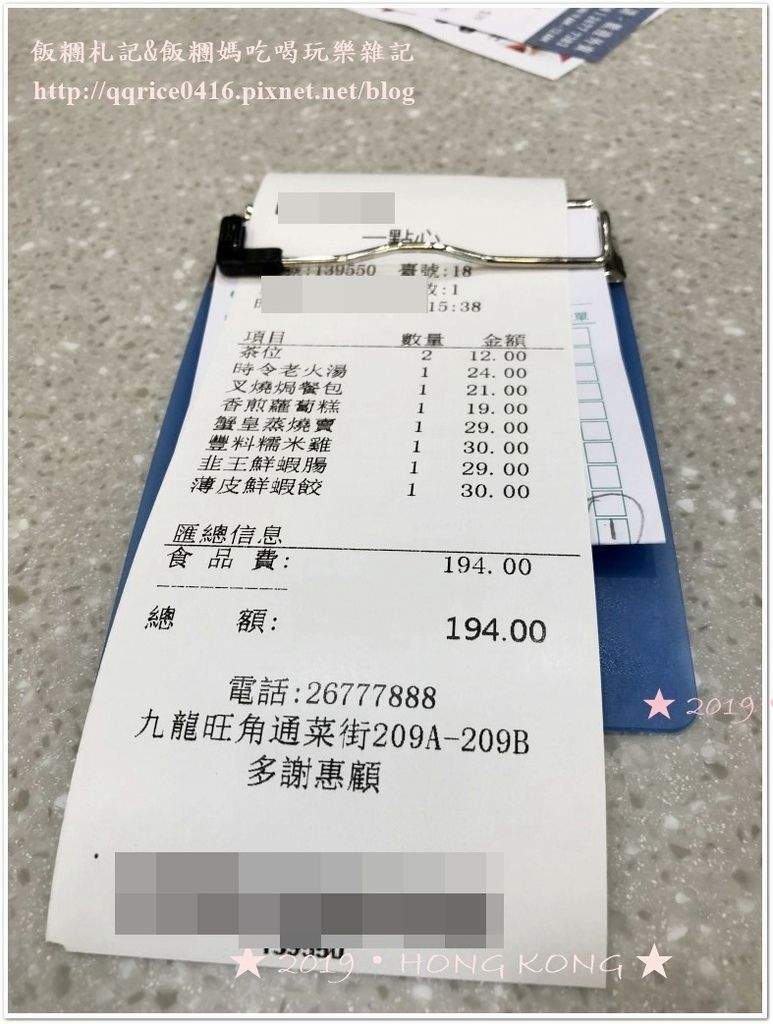 飯糰札記&飯糰媽吃喝玩樂雜記
http://qqrice0416.pixnet.net/blog
一點心
:139550 臺號:18
:1
15:38
項目 數量 金額
茶位 2 12.00
時令老火湯 1 24.00
叉燒焗餐包 1 21.00
香煎蘿蔔糕 1 19.00
蟹皇蒸燒賣 1 29.00
豐料糯米雞 1 30.00
韭王鮮蝦腸 1 29.00
薄皮鮮蝦餃 1 30.00
匯總信息
食品費: 194.00
總額: 194.00
電話:26777888
九龍旺角通菜街209A-209B
多謝惠顧
139550
★ 2019
★ 2019 • HONG KONG ★